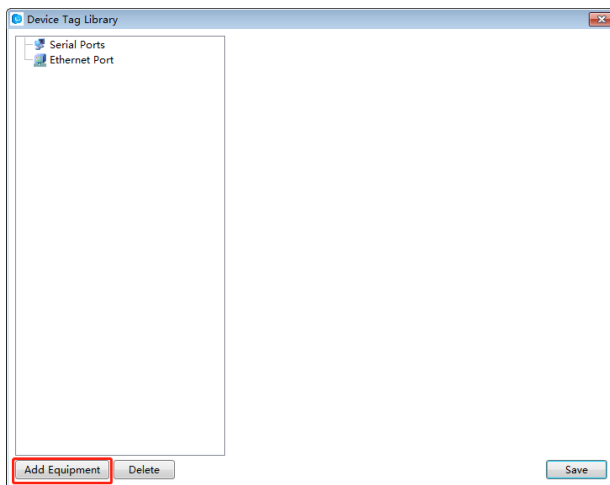 Device Tag Library
Serial Ports
Ethernet Port
Add Equipment Delete Save